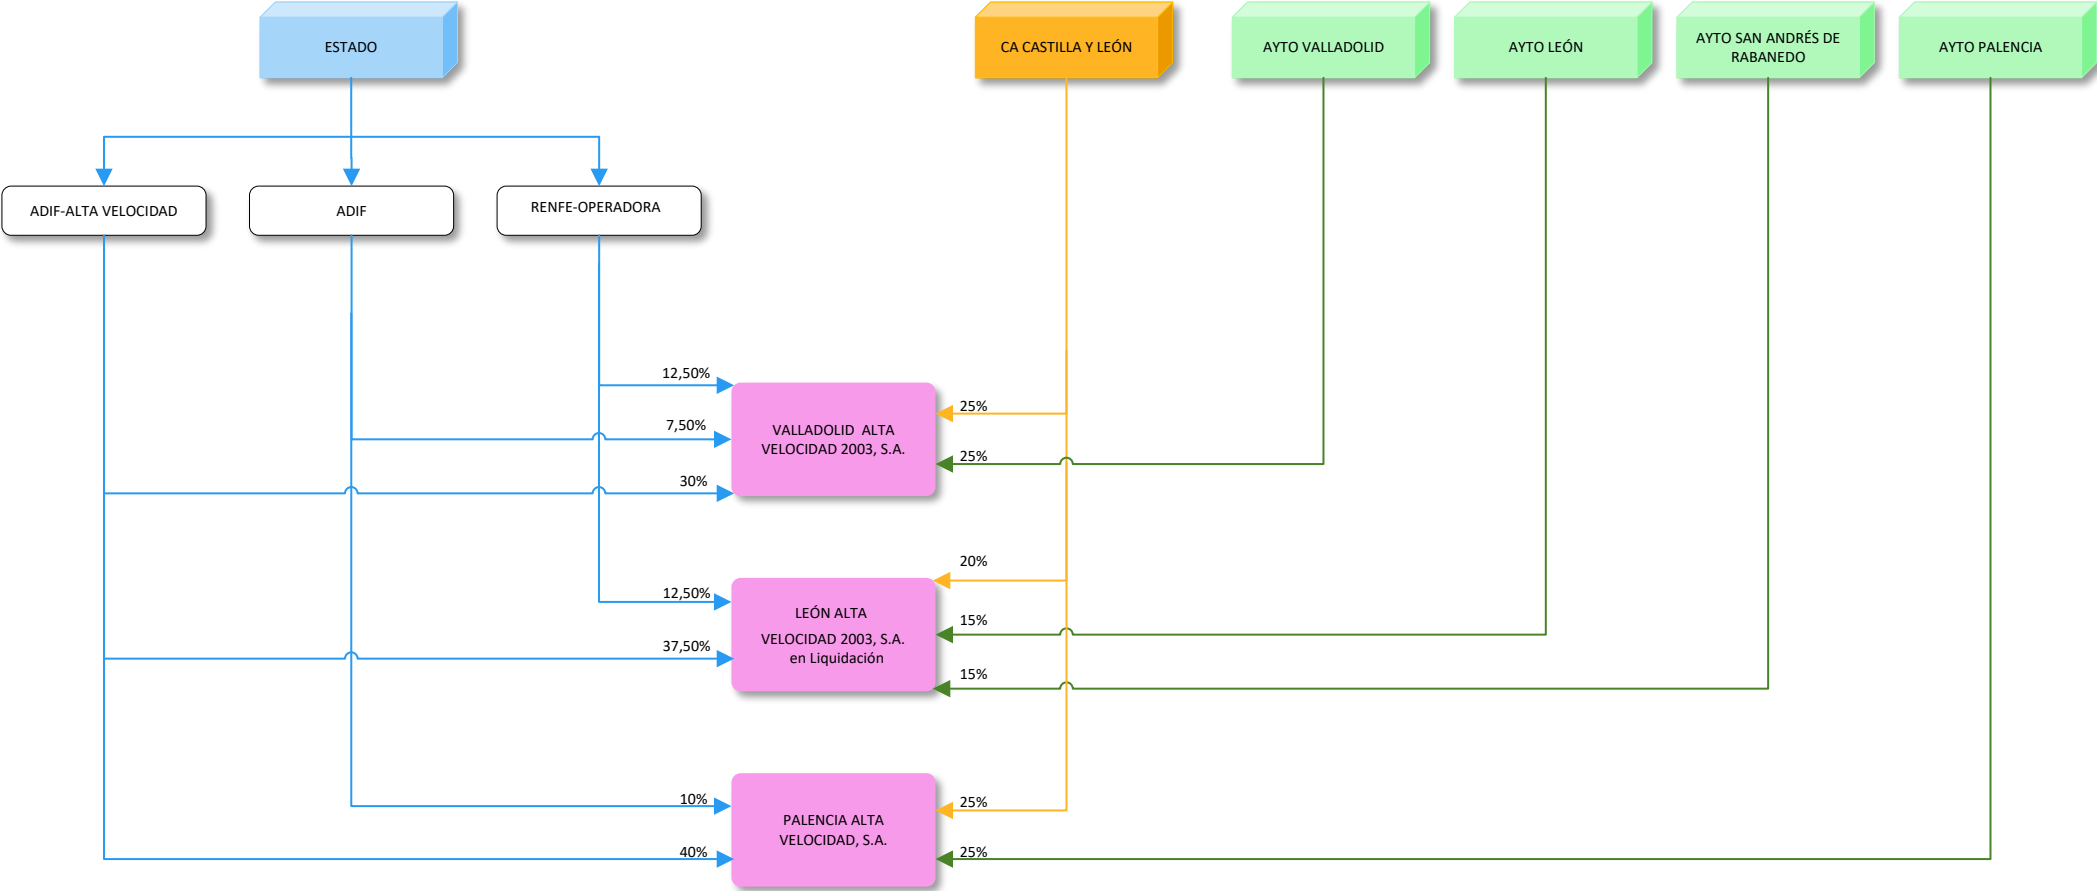 ESTADO
CA CASTILLA Y LEÓN
AYTO VALLADOLID
AYTO LEÓN
AYTO SAN ANDRÉS DE
RABANEDO
AYTO PALENCIA
ADIF-ALTA VELOCIDAD
ADIF
RENFE-OPERADORA
12,50%
7,50%
30%
VALLADOLID ALTA
VELOCIDAD 2003, S.A.
25%
25%
12,50%
37,50%
LEÓN ALTA
VELOCIDAD 2003, S.A.
en Liquidación
20%
15%
15%
10%
40%
PALENCIA ALTA
VELOCIDAD, S.A.
25%
25%